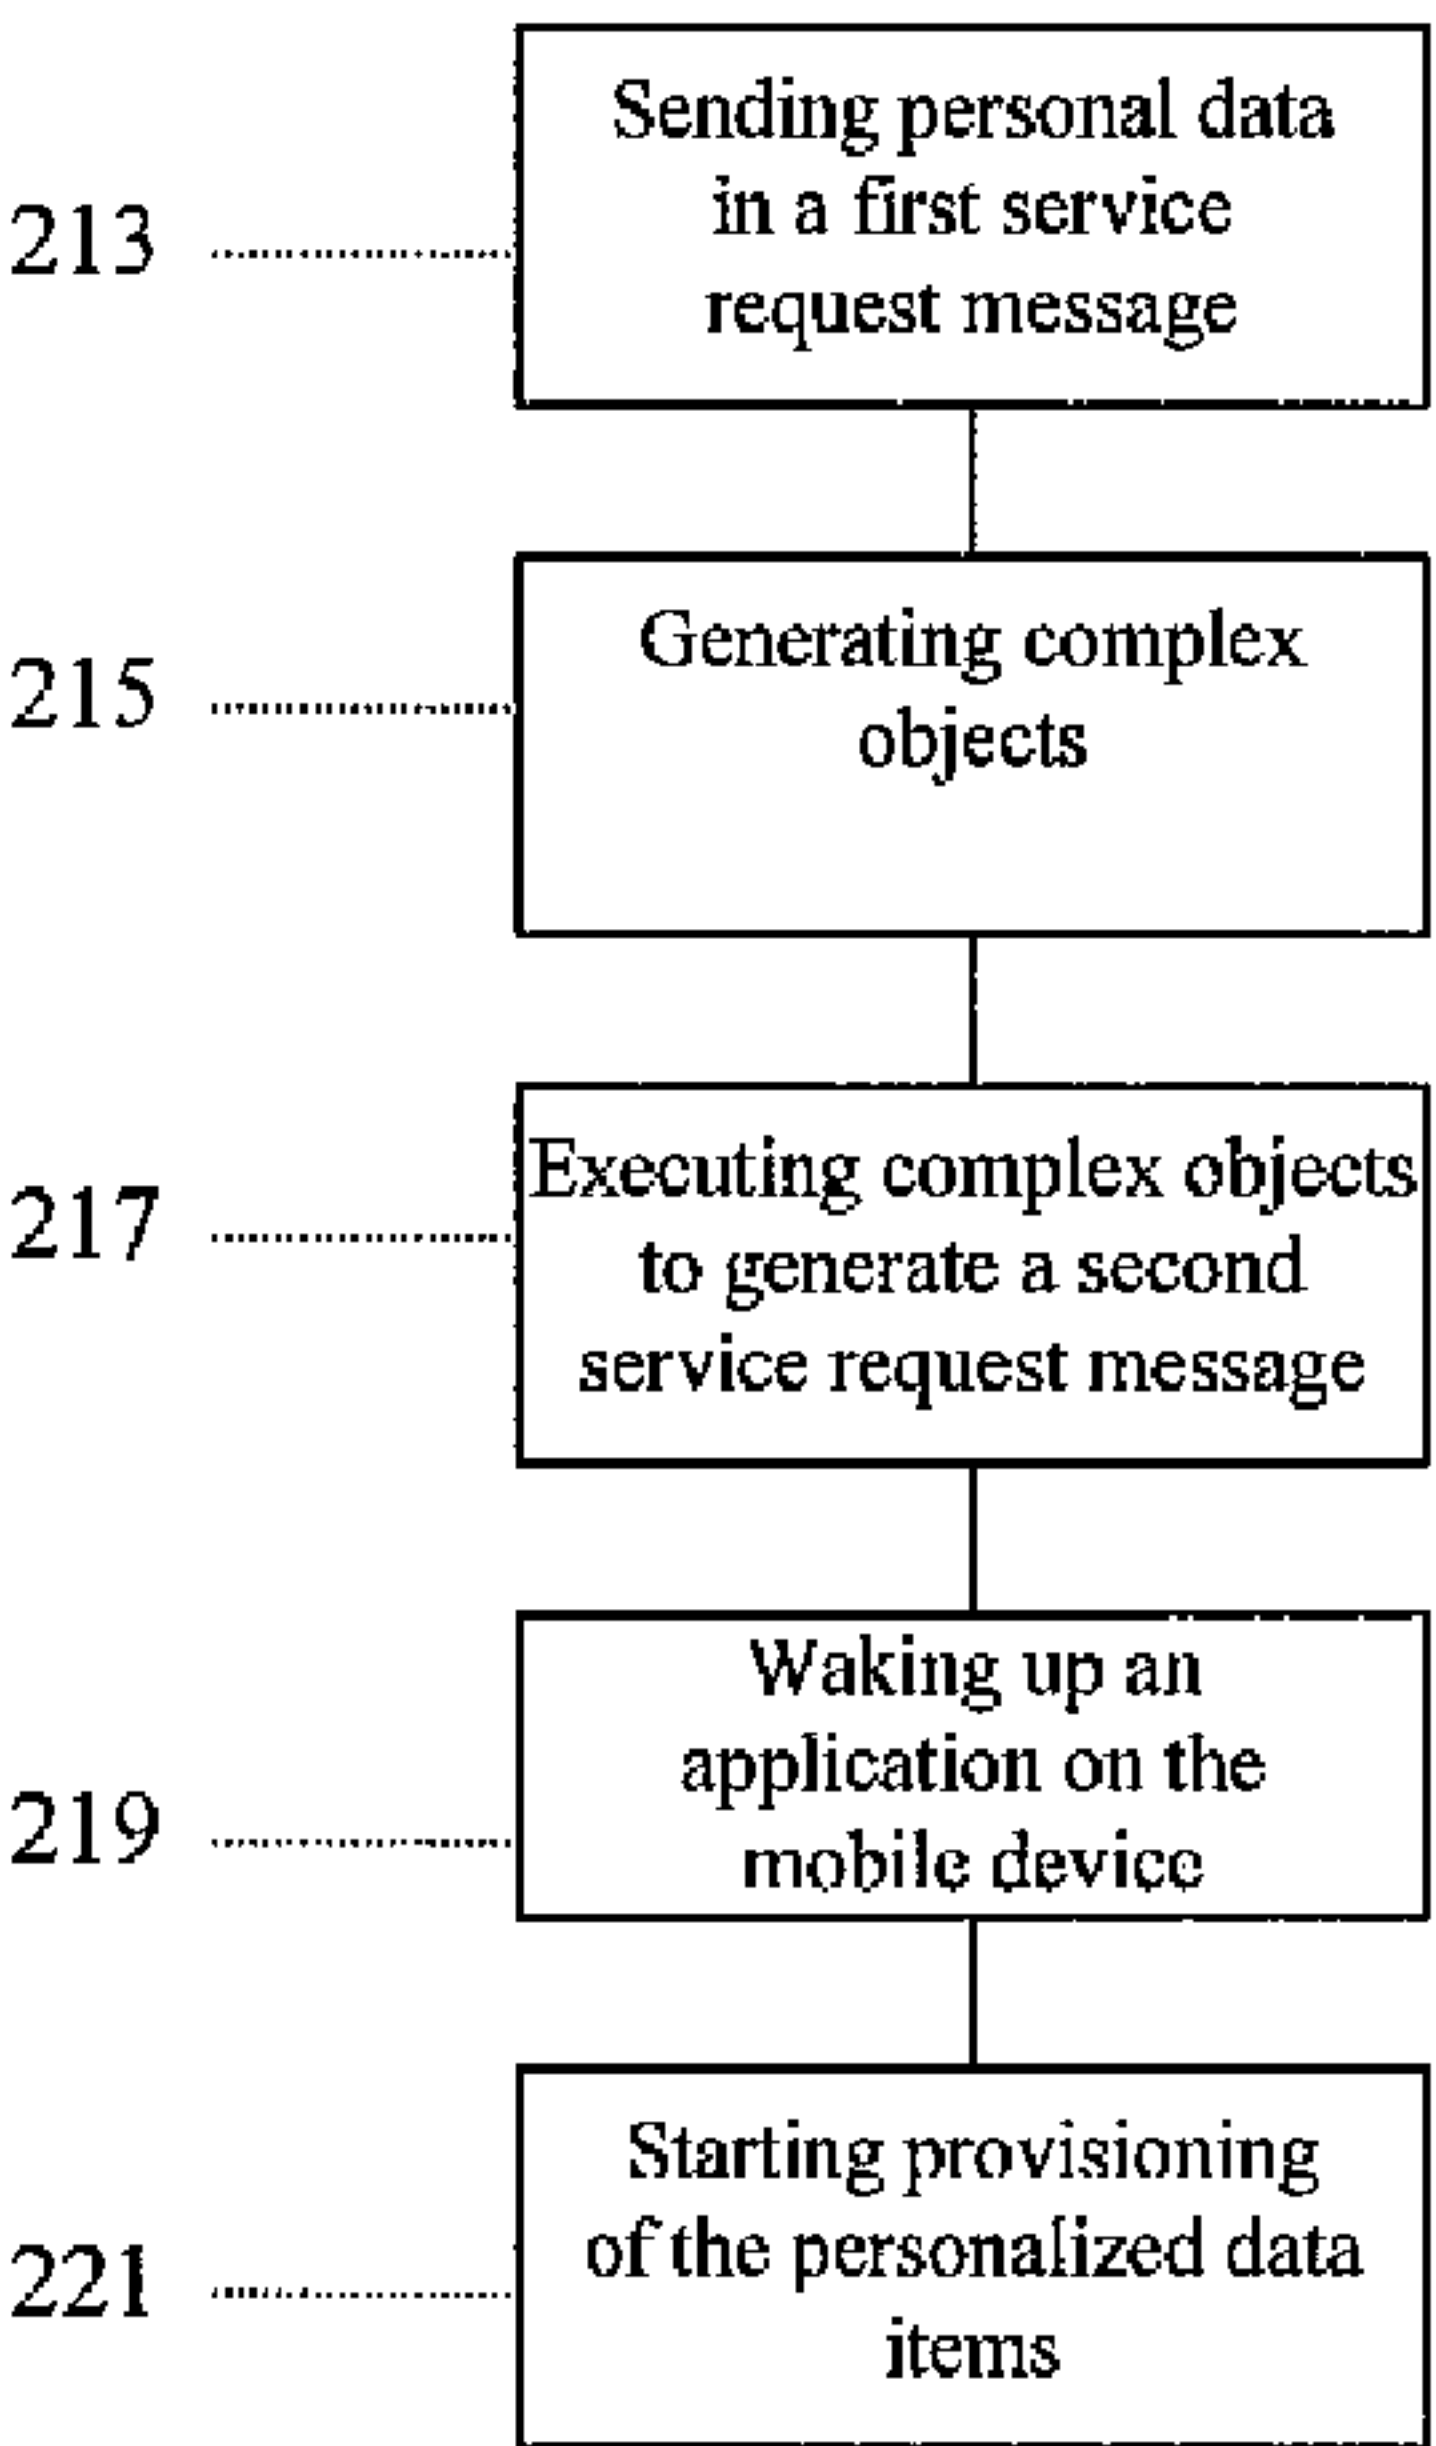 Sending personal data
in a first service
request message
213
Generating complex
objects
215
Executing complex objects
to generate a second
service request message
217
Waking up an
application on the
mobile device
219
Starting provisioning
of the personalized data
items
221